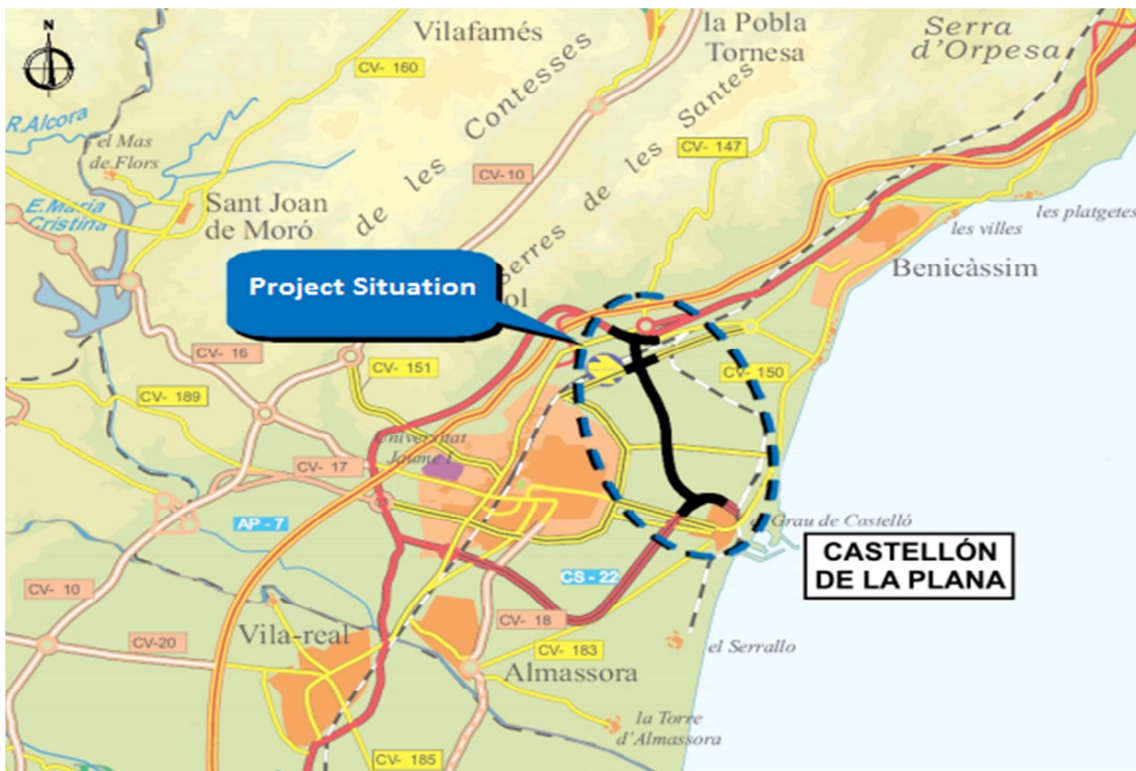 N
Vilafamés
la Pobla
Tornesa
Serra
d'Orpesa
CV- 160
R.Alcora
el Mas
de Flors
les Contesses
de
CV- 147
les Santes
de
Serres
CV-10
E.Maria
Cristina
Sant Joan
de Moró
les platgetes
les villes
Benicàssim
Project Situation
ol
CV- 16
CV- 151
CV- 150
CV- 189
Universitat
Jaume I
CV- 17
AP - 7
el Grau de Castelló
CASTELLÓN
DE LA PLANA
CS - 22
CV- 10
CV- 18
CV-20
Vila-real
CV- 183
el Serrallo
Almassora
la Torre
d'Almassora
CV- 185